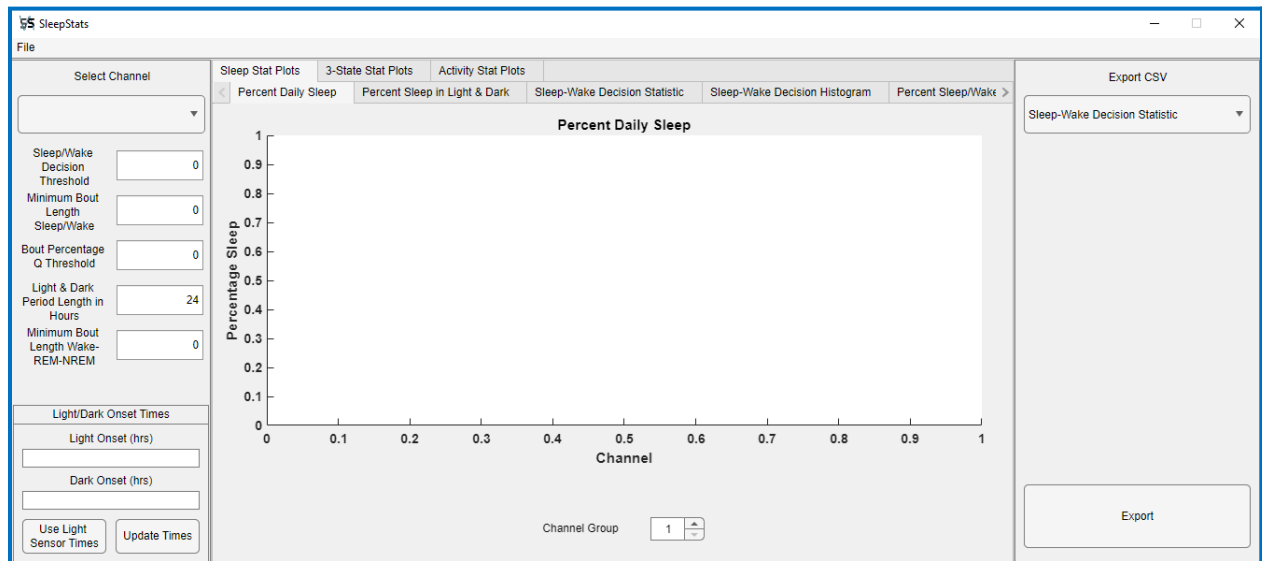 SleepStats
File
Select Channel
Sleep/Wake
Decision
Threshold
0
Minimum Bout
Length
Sleep/Wake
0
Bout Percentage
Q Threshold
0
Light & Dark
Period Length in
Hours
24
Minimum Bout
Length Wake-
REM-NREM
0
Light/Dark Onset Times
Light Onset (hrs)
Dark Onset (hrs)
Use Light
Sensor Times
Update Times
Sleep Stat Plots 3-State Stat Plots Activity Stat Plots
Percent Daily Sleep Percent Sleep in Light & Dark Sleep-Wake Decision Statistic Sleep-Wake Decision Histogram Percent Sleep/Wake
Percent Daily Sleep
Percentage Sleep
1
0.9
0.8
0.7
0.6
0.5
0.4
0.3
0.2
0.1
0
0 0.1 0.2 0.3 0.4 0.5 0.6 0.7 0.8 0.9 1
Channel
Channel Group 1
Export CSV
Sleep-Wake Decision Statistic
Export